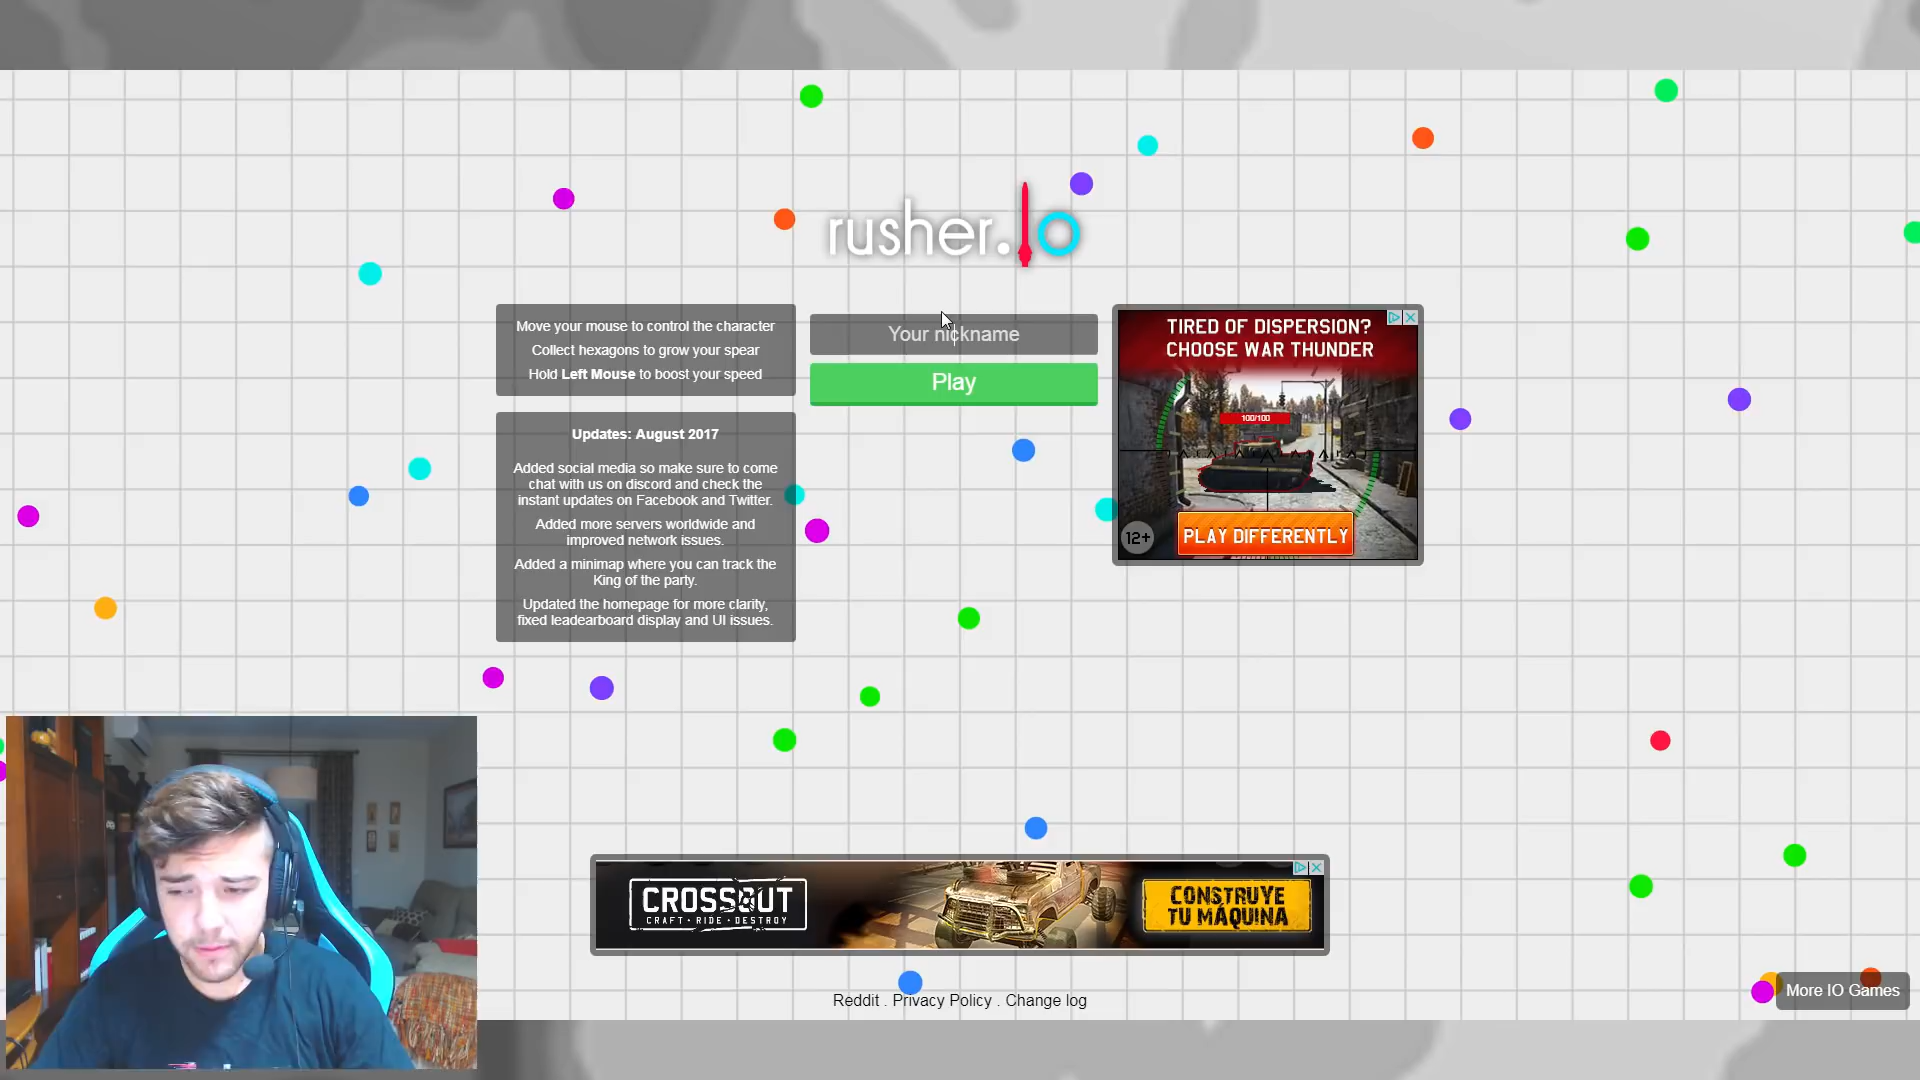 rusher.io
Move your mouse to control the character
Collect hexagons to grow your spear
Hold Left Mouse to boost your speed
Your nickname
Play
Updates: August 2017
Added social media so make sure to come
chat with us on discord and check the
instant updates on Facebook and Twitter.
Added more servers worldwide and
improved network issues.
Added a minimap where you can track the
King of the party.
Updated the homepage for more clarity,
fixed leadearboard display and UI issues.
TIRED OF DISPERSION?
CHOOSE WAR THUNDER
100/100
12+
PLAY DIFFERENTLY
CROSSOUT
CRAFT • RIDE • DESTROY
CONSTRUYE
TU MÁQUINA
Reddit . Privacy Policy . Change log
More IO Games